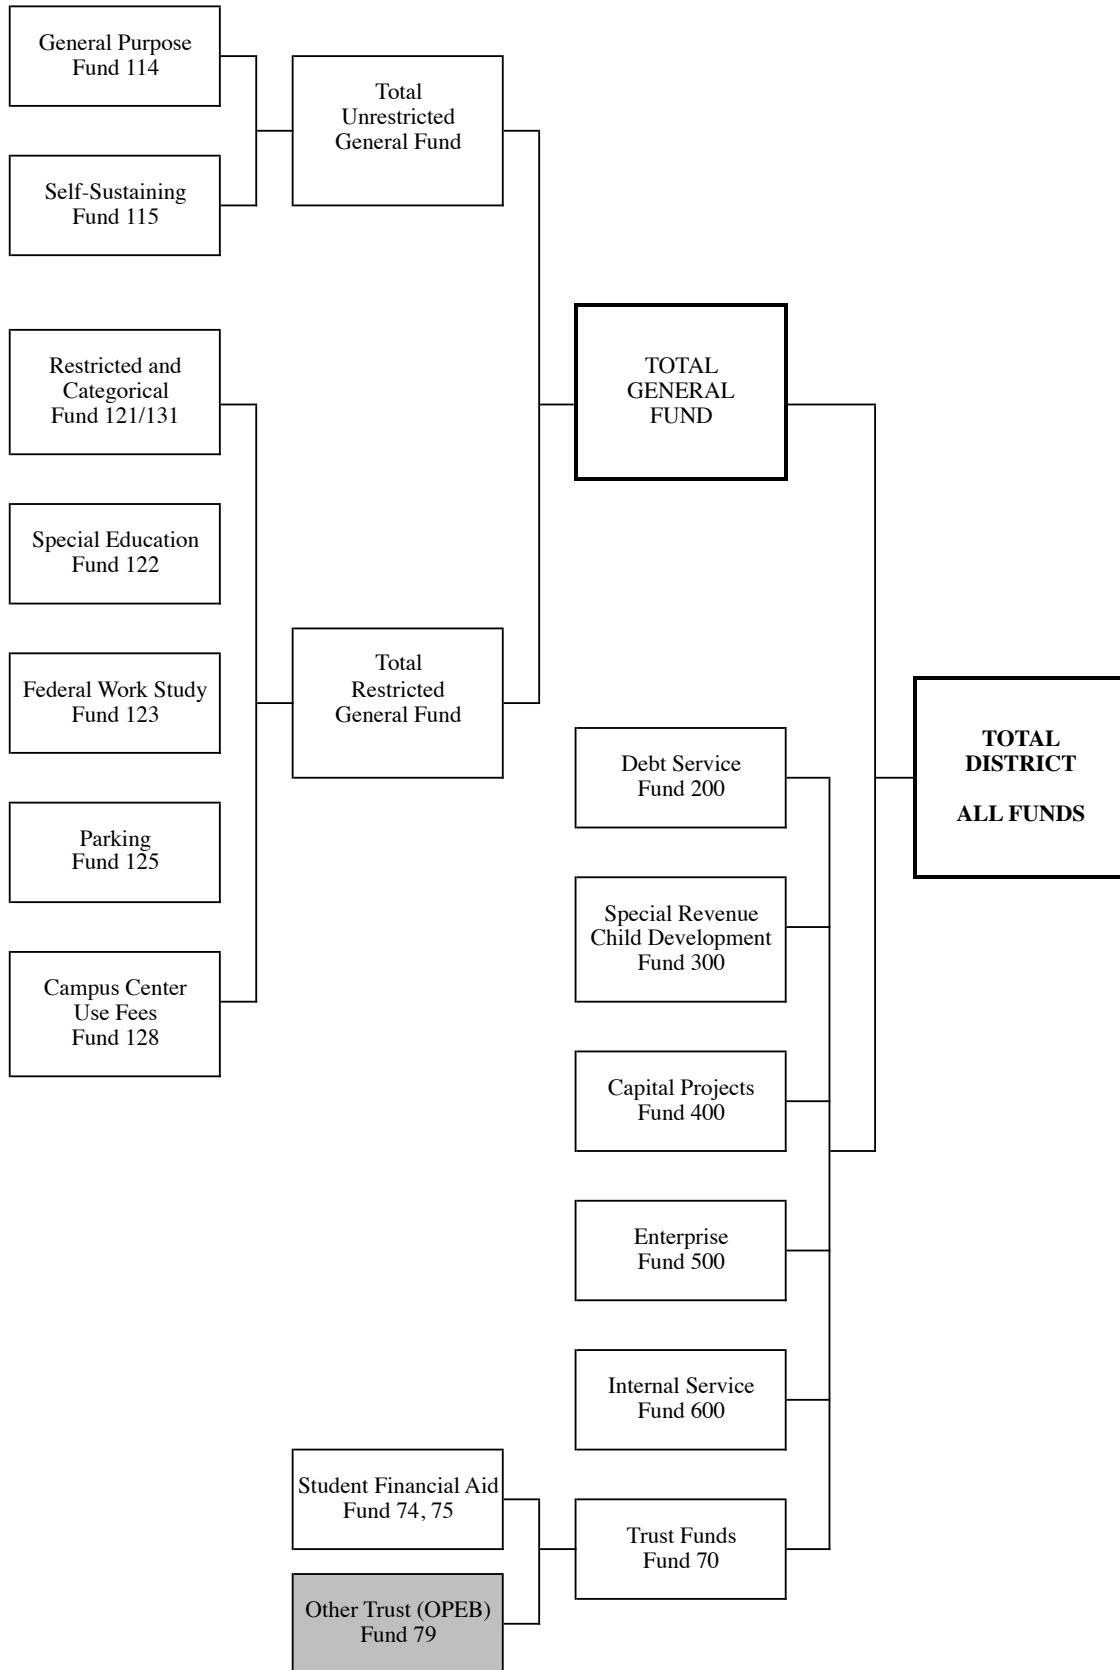 General Purpose
Fund 114
Self-Sustaining
Fund 115
Restricted and
Categorical
Fund 121/131
Special Education
Fund 122
Federal Work Study
Fund 123
Parking
Fund 125
Campus Center
Use Fees
Fund 128
Total
Unrestricted
General Fund
Total
Restricted
General Fund
TOTAL
GENERAL
FUND
Debt Service
Fund 200
Special Revenue
Child Development
Fund 300
Capital Projects
Fund 400
Enterprise
Fund 500
Internal Service
Fund 600
Student Financial Aid
Fund 74, 75
Other Trust (OPEB)
Fund 79
Trust Funds
Fund 70
TOTAL
DISTRICT
ALL FUNDS